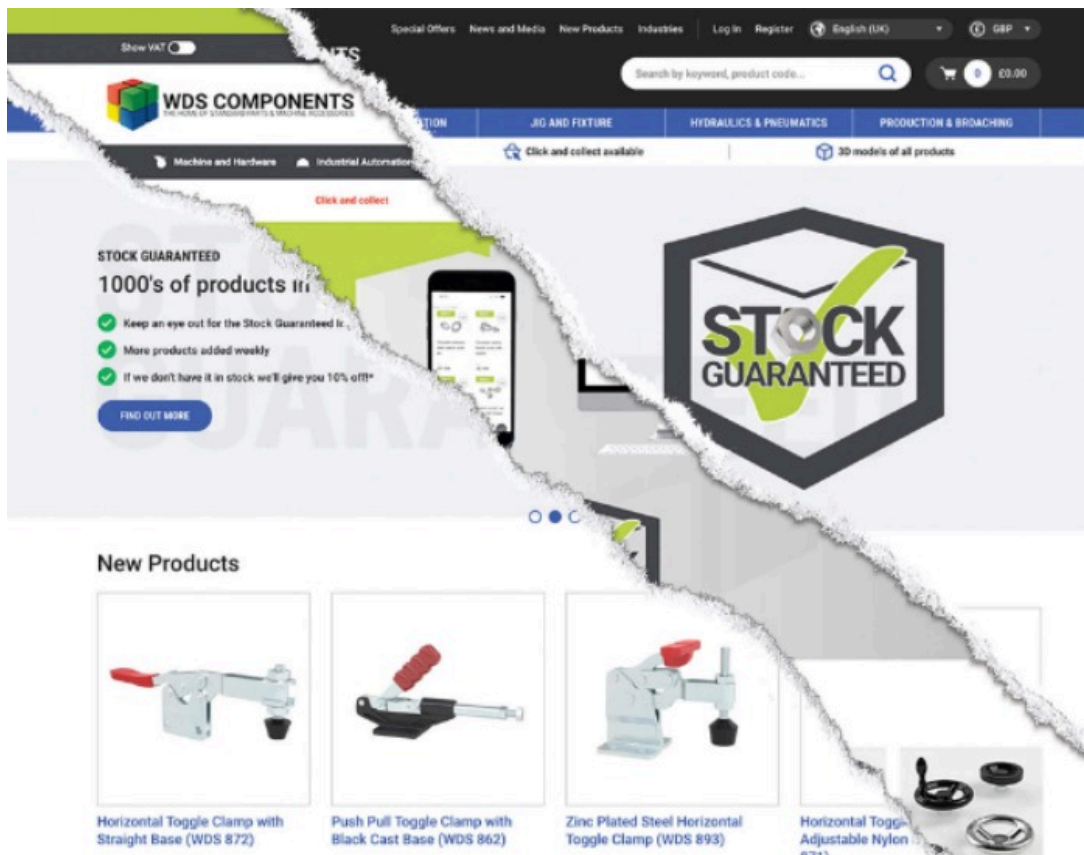 Special Offers News and Media New Products Industries Log In Register English (UK) GBP
Show VAT
Search by keyword, product code...
0 £0.00
WDS COMPONENTS
THE HOME OF STANDARD PARTS & MACHINE ACCESSORIES
JIG AND FIXTURE HYDRAULICS & PNEUMATICS PRODUCTION & BROACHING
Machine and Hardware Industrial Automation
Click and collect available 3D models of all products
Click and collect
STOCK GUARANTEED
1000's of products in
Keep an eye out for the Stock Guaranteed
More products added weekly
If we don't have it in stock we'll give you 10% off!*
FIND OUT MORE
STOCK
GUARANTEED
New Products
Horizontal Toggle Clamp with
Straight Base (WDS 872)
Push Pull Toggle Clamp with
Black Cast Base (WDS 862)
Zinc Plated Steel Horizontal
Toggle Clamp (WDS 893)
Horizontal
Adjustable Nylon